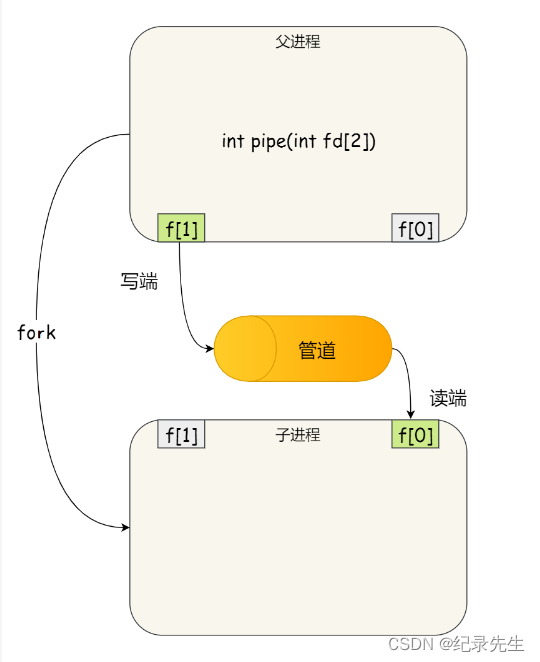 父进程
int pipe(int fd[2])
f[1]
f[0]
写端
fork
管道
读端
f[1]
子进程
f[0]
CSDN @纪录先生